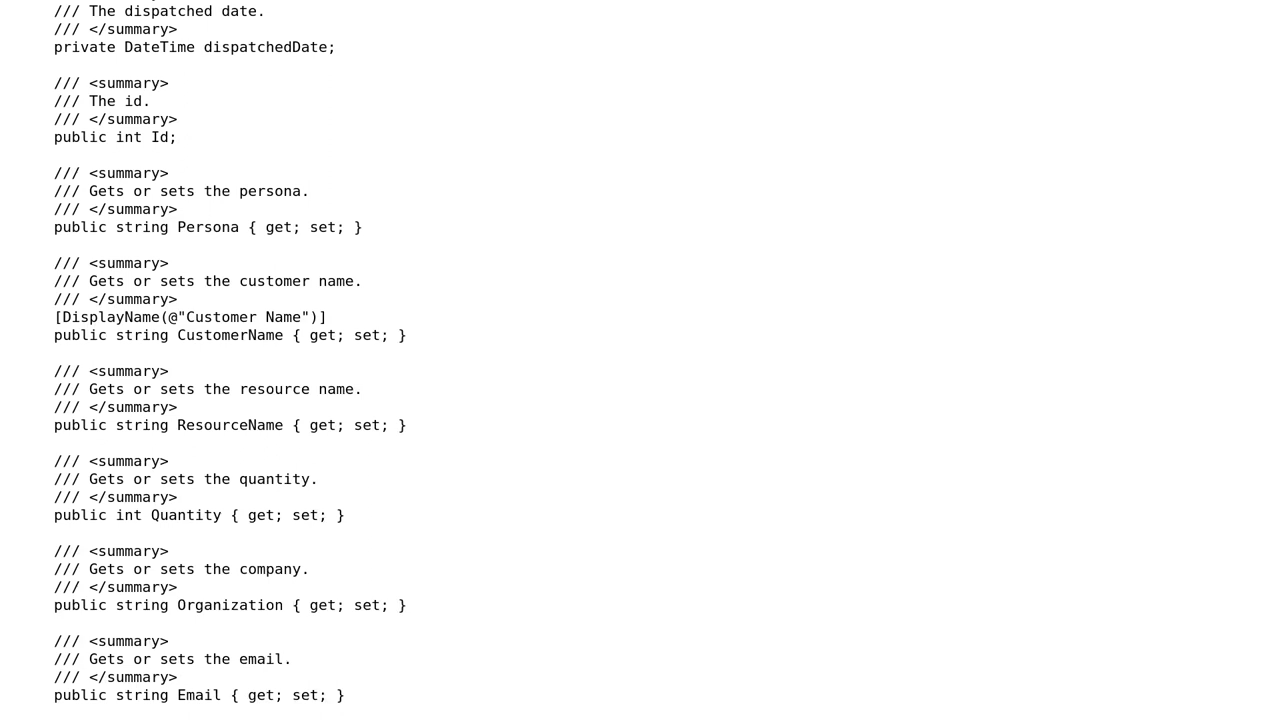 /// The dispatched date.
/// </summary>
private DateTime dispatchedDate;
/// <summary>
/// The id.
/// </summary>
public int Id;
/// <summary>
/// Gets or sets the persona.
/// </summary>
public string Persona { get; set; }
/// <summary>
/// Gets or sets the customer name.
/// </summary>
[DisplayName(@"Customer Name")]
public string CustomerName { get; set; }
/// <summary>
/// Gets or sets the resource name.
/// </summary>
public string ResourceName { get; set; }
/// <summary>
/// Gets or sets the quantity.
/// </summary>
public int Quantity { get; set; }
/// <summary>
/// Gets or sets the company.
/// </summary>
public string Organization { get; set; }
/// <summary>
/// Gets or sets the email.
/// </summary>
public string Email { get; set; }